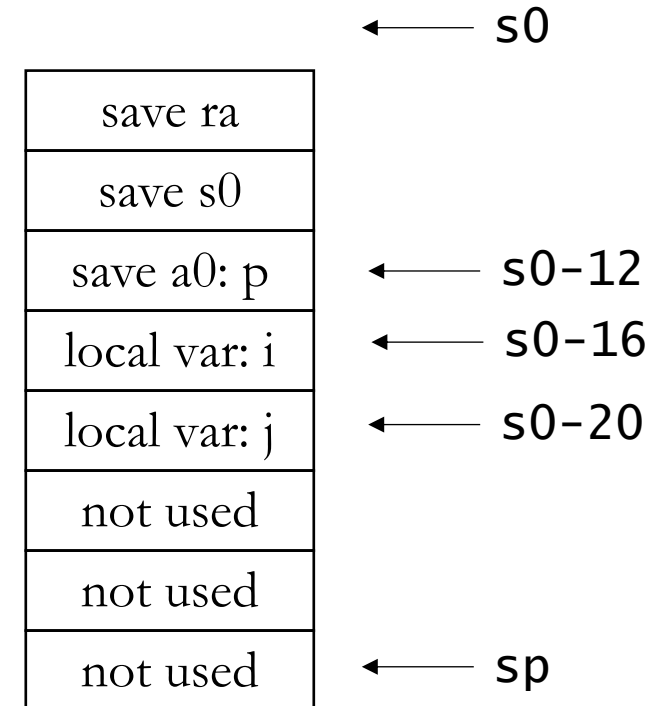 s0
save ra
save s0
save a0: p
s0-12
local var: i
s0-16
local var: j
s0-20
not used
not used
not used
sp